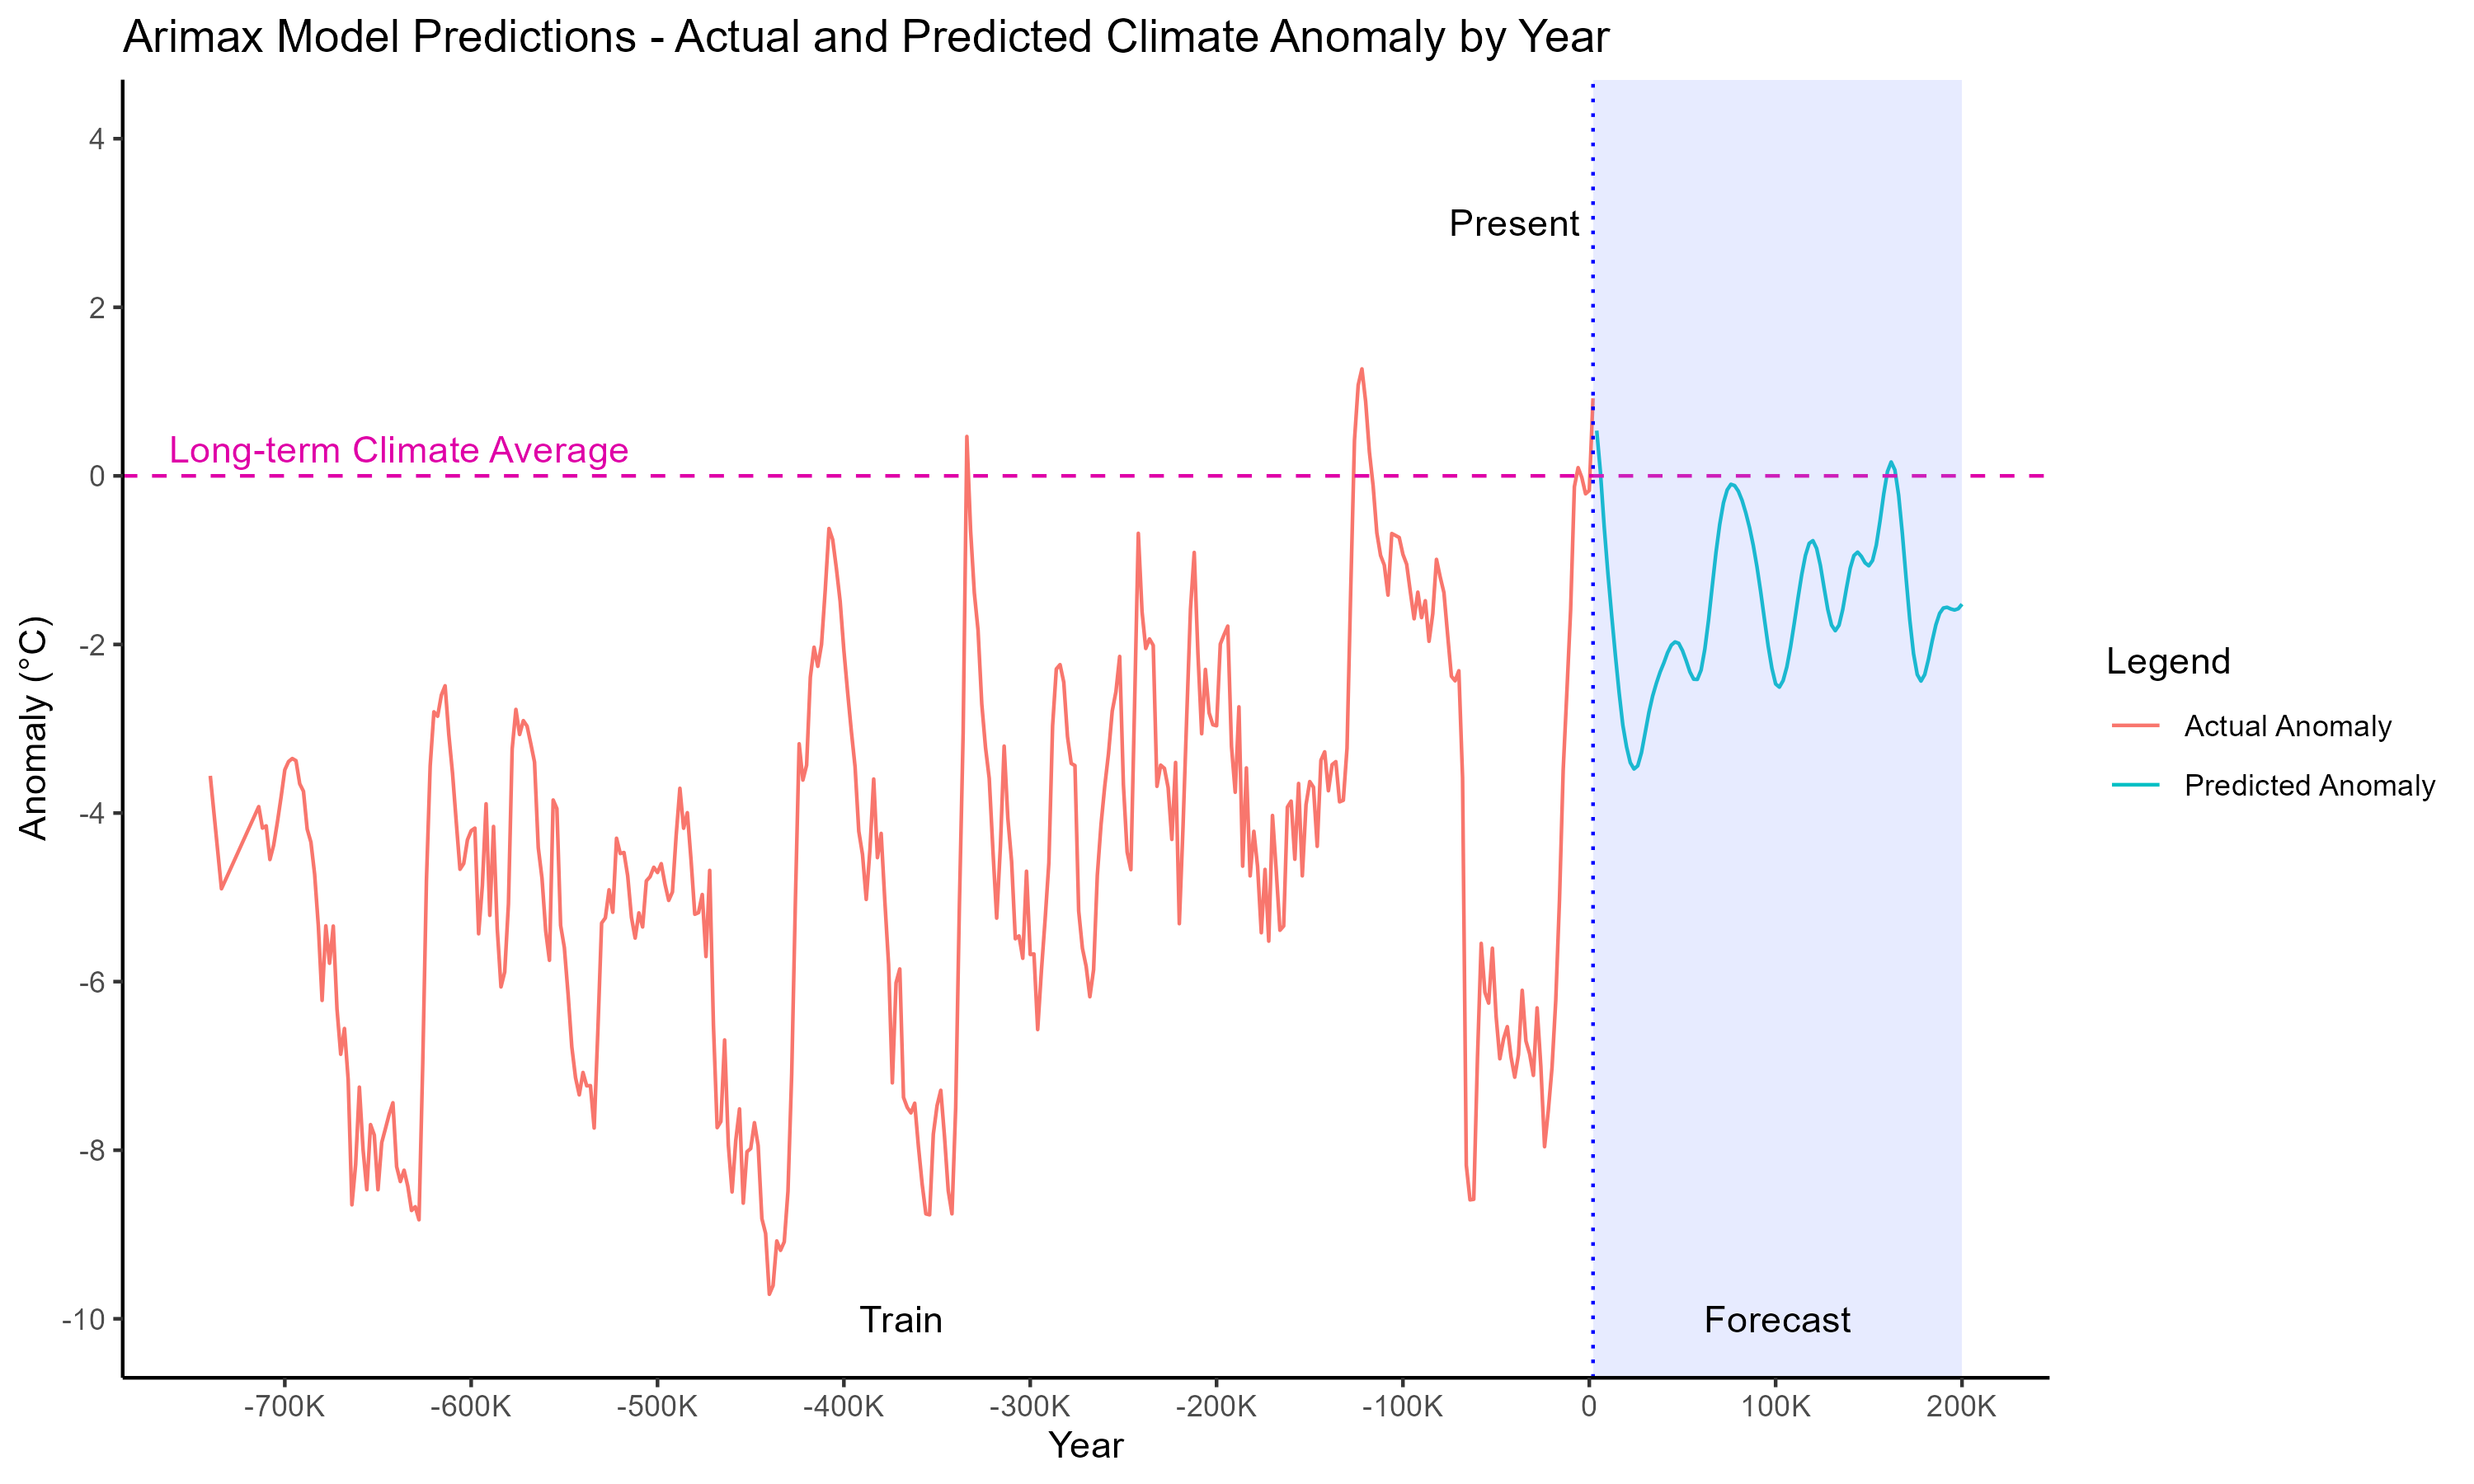 Arimax Model Predictions - Actual and Predicted Climate Anomaly by Year
4
2
0
-2
-4
-6
-8
-10
Anomaly (°C)
Present
Long-term Climate Average
Train
Forecast
-700K
-600K
-500K
-400K
-300K
-200K
-100K
0
100K
200K
Year
Legend
Actual Anomaly
Predicted Anomaly